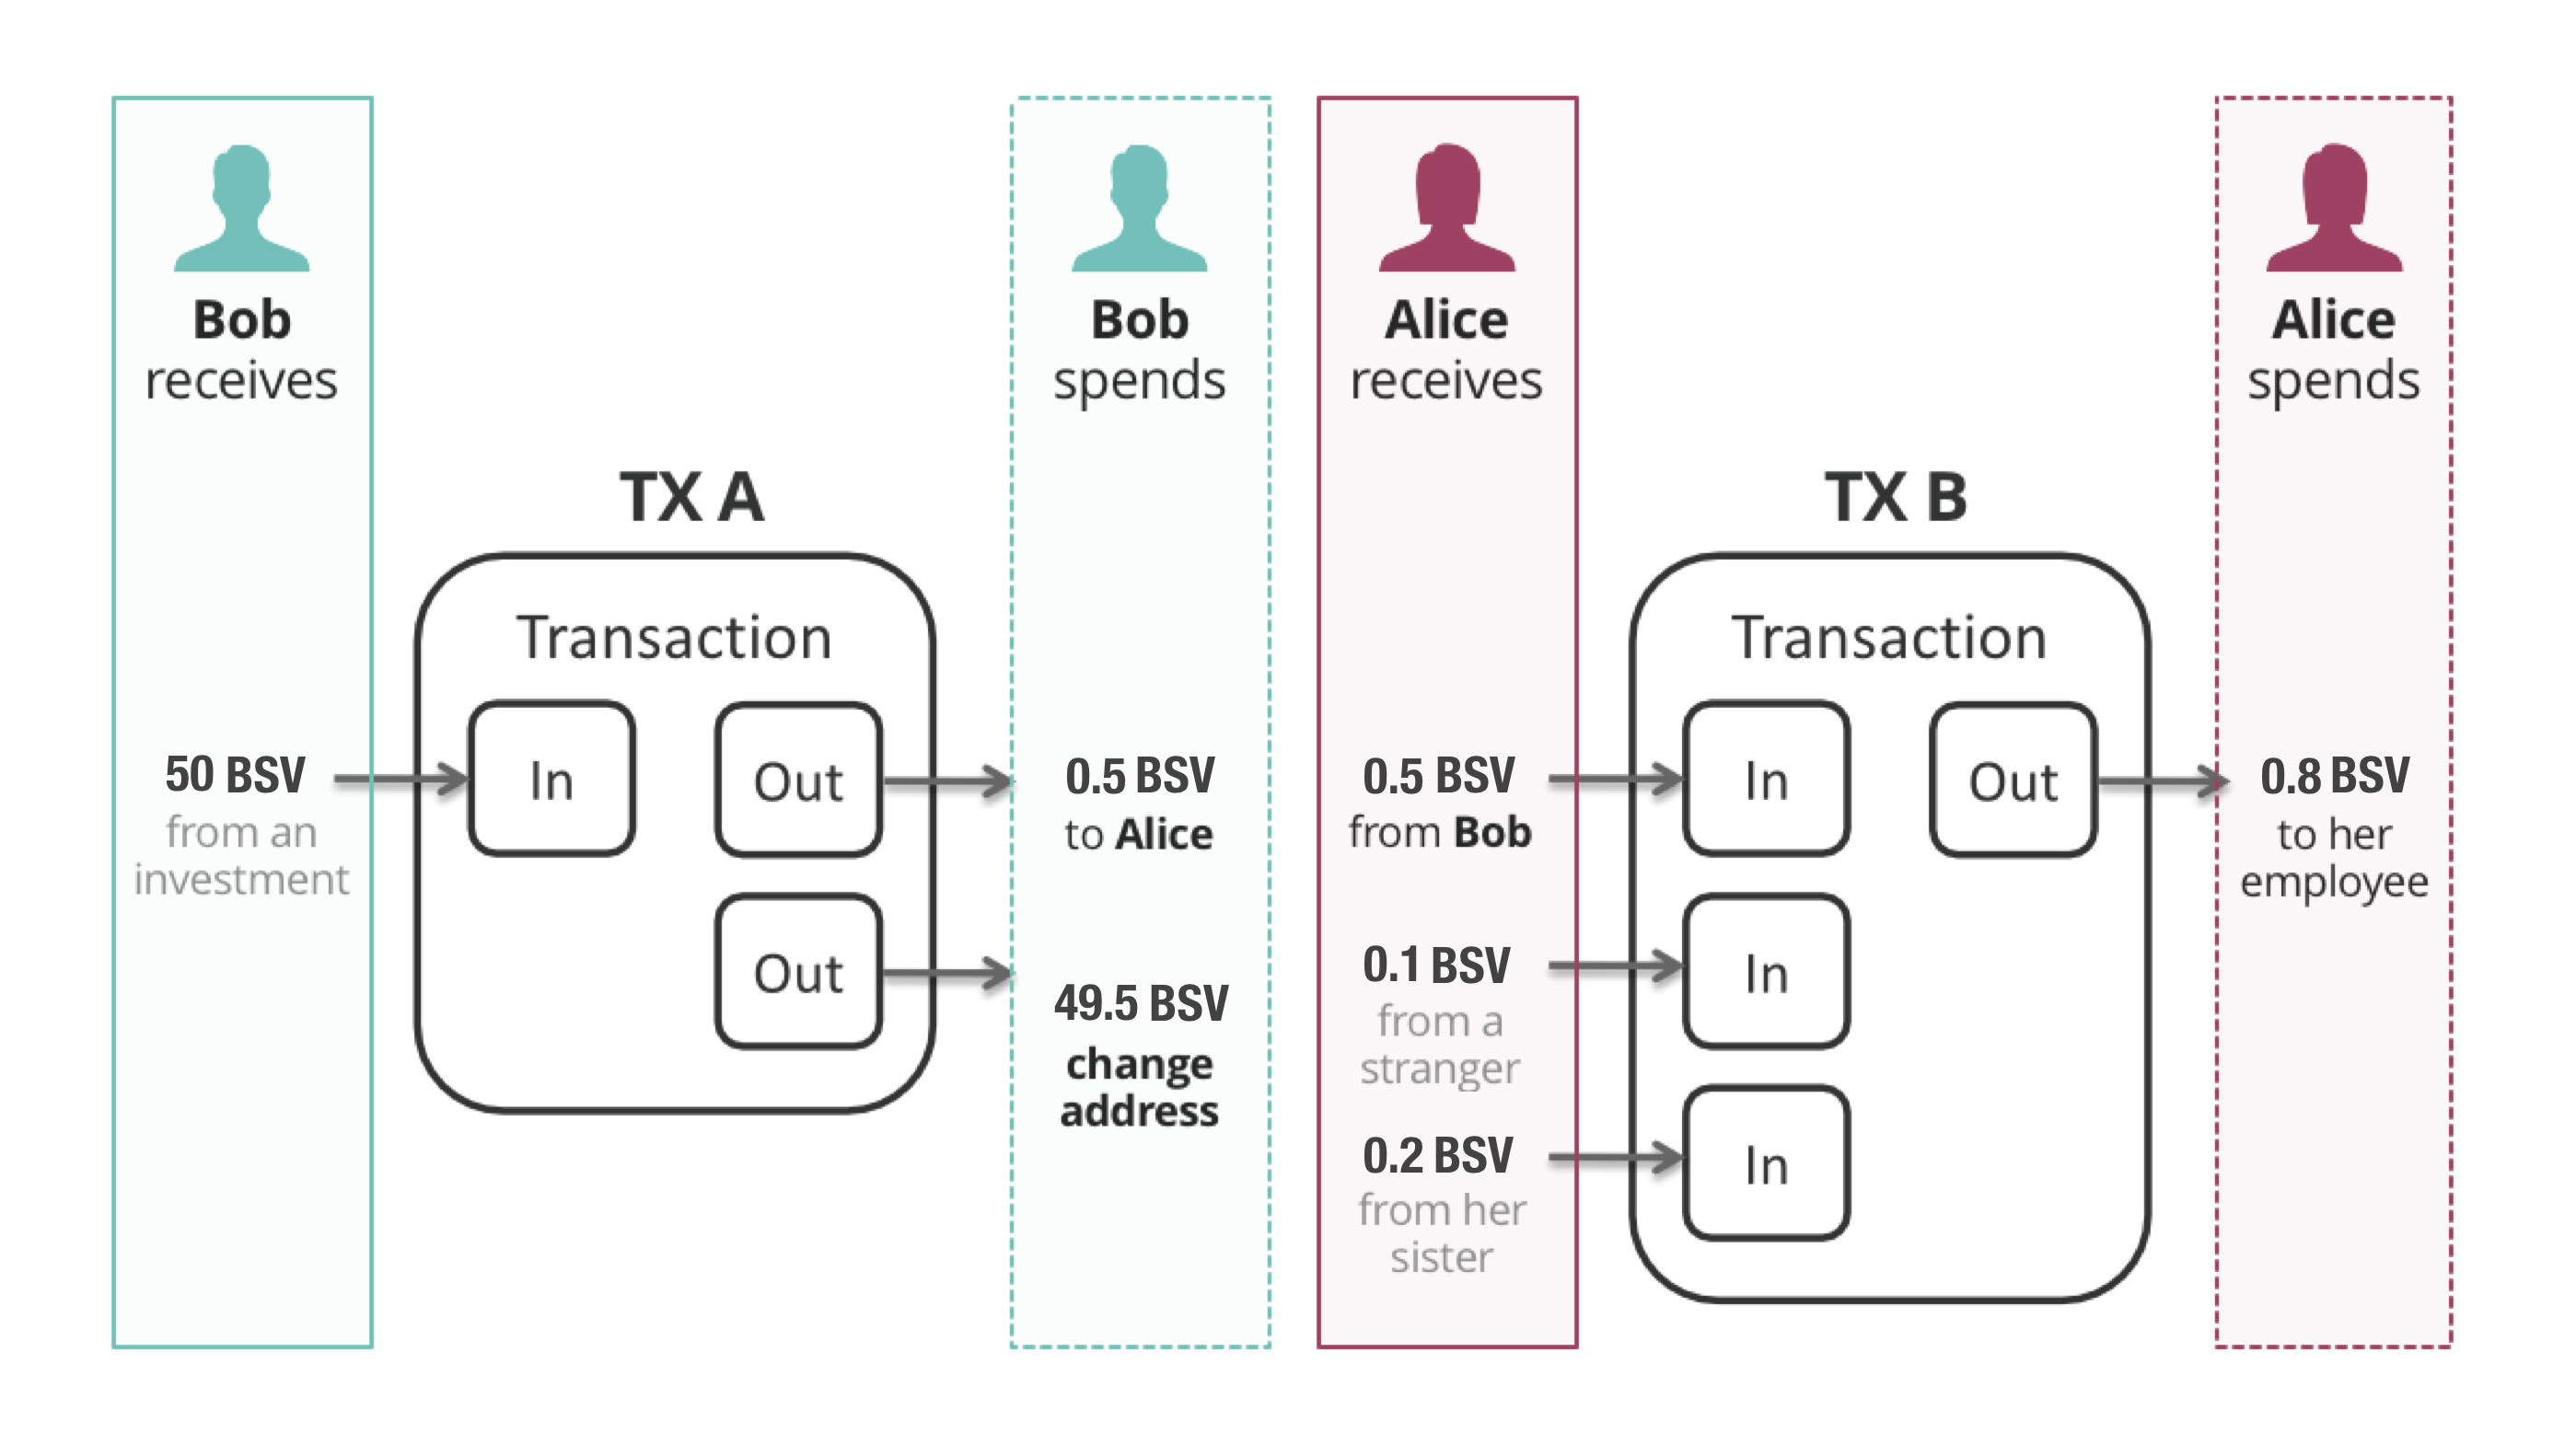 Bob
receives
50 BSV
from an
investment
TX A
Transaction
In
Out
Out
Bob
spends
0.5 BSV
to Alice
49.5 BSV
change
address
Alice
receives
0.5 BSV
from Bob
0.1 BSV
from a
stranger
0.2 BSV
from her
sister
TX B
Transaction
In
Out
In
In
Alice
spends
0.8 BSV
to her
employee